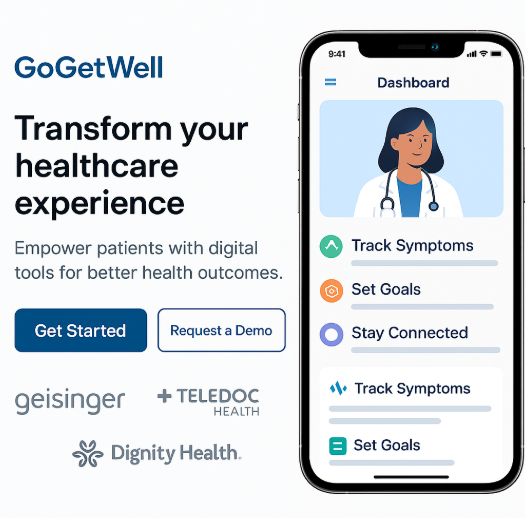 GoGetWell
Transform your
healthcare
experience
Empower patients with digital
tools for better health outcomes.
Get Started
Request a Demo
geisinger
TELEDOC
HEALTH
Dignity Health.
9:41
Dashboard
Track Symptoms
Set Goals
Stay Connected
Track Symptoms
Set Goals